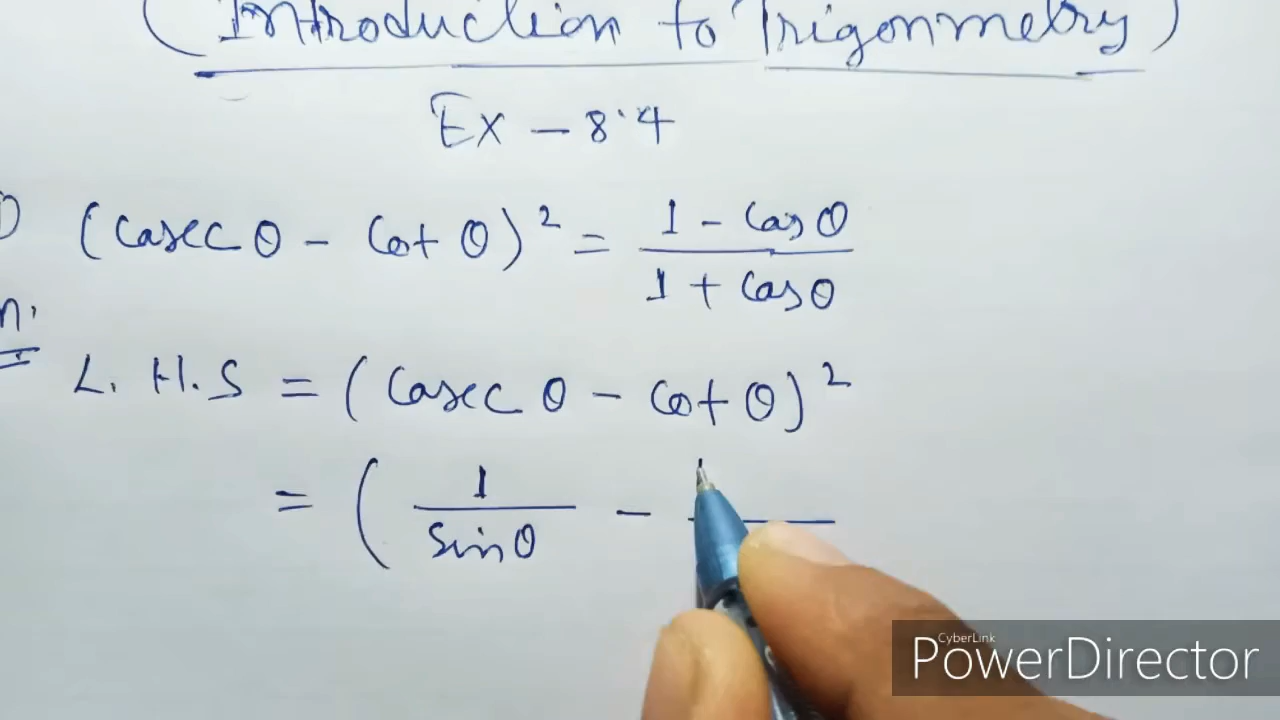 (Introduction to Trigonmetry)
Ex - 8.4
(Cosec θ - Cot θ)² = 1 - Cos θ / 1 + Cos θ
L.H.S = (Cosec θ - Cot θ)²
= ( 1 / Sin θ -
CyberLink
PowerDirector